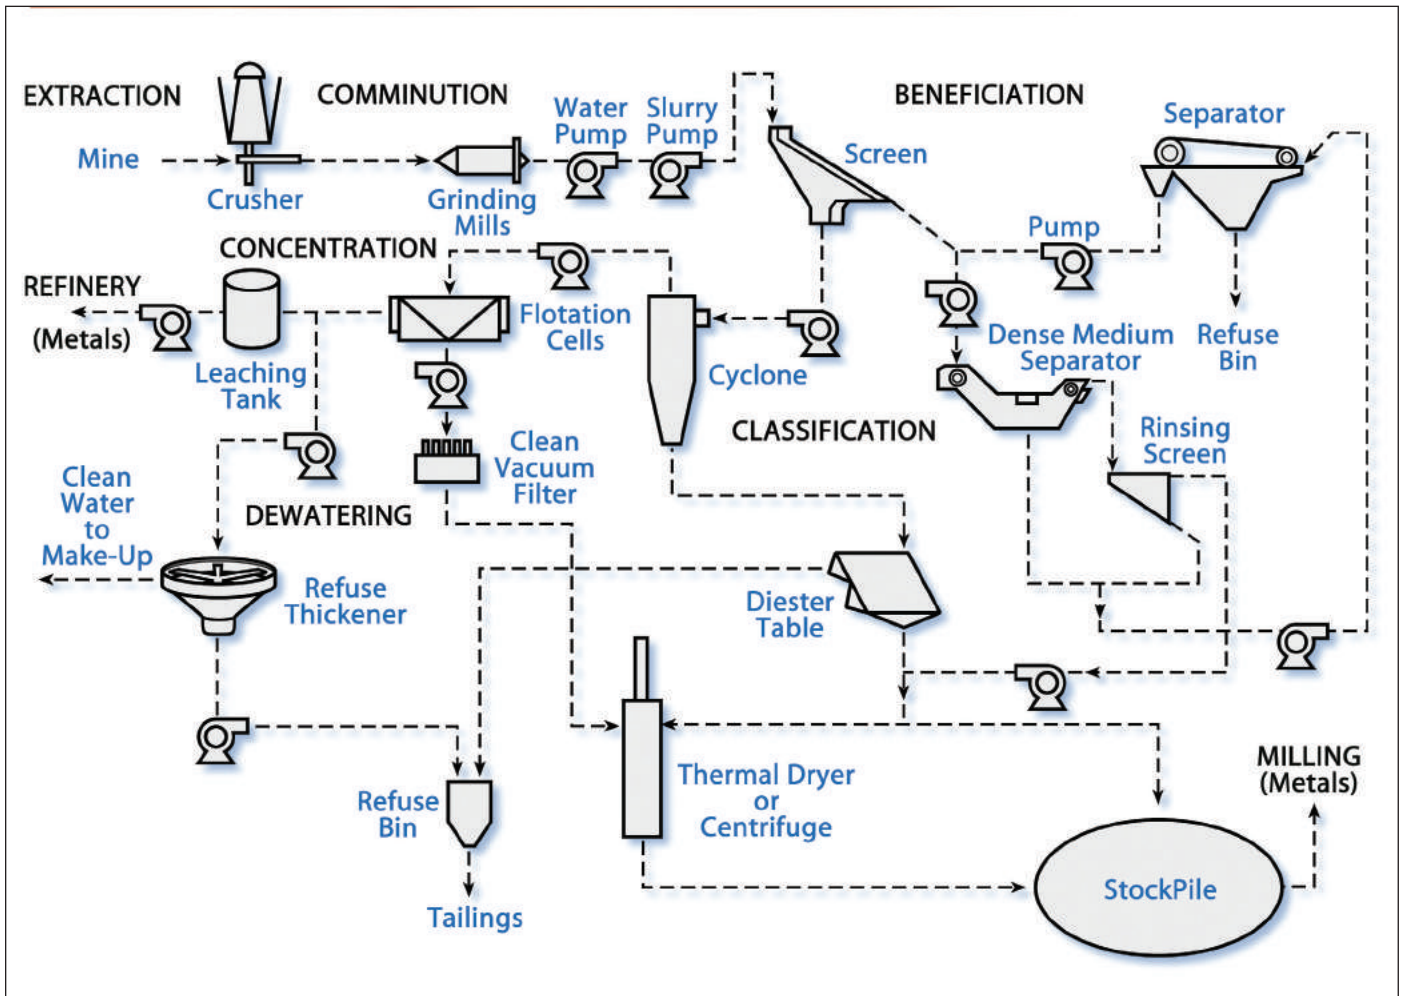 EXTRACTION
COMMINUTION
BENEFICIATION
Water
Pump
Slurry
Pump
Separator
Mine
Screen
Crusher
Grinding
Mills
Pump
CONCENTRATION
REFINERY
(Metals)
Flotation
Cells
Dense Medium
Separator
Refuse
Bin
Leaching
Tank
Cyclone
CLASSIFICATION
Rinsing
Screen
Clean
Vacuum
Filter
Clean
Water
to
Make-Up
DEWATERING
Refuse
Thickener
Diester
Table
MILLING
(Metals)
Thermal Dryer
or
Centrifuge
Refuse
Bin
StockPile
Tailings